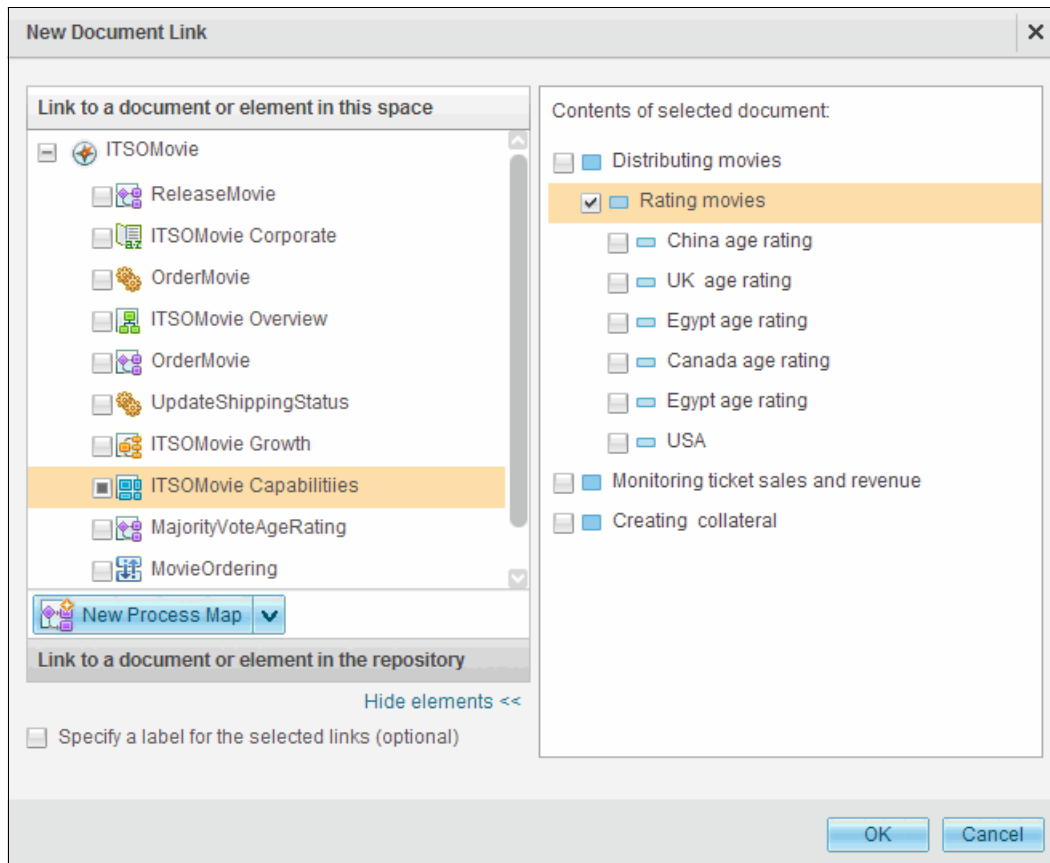 New Document Link
Link to a document or element in this space
ITSOMovie
ReleaseMovie
ITSOMovie Corporate
OrderMovie
ITSOMovie Overview
OrderMovie
UpdateShippingStatus
ITSOMovie Growth
ITSOMovie Capabilitiies
MajorityVoteAgeRating
MovieOrdering
New Process Map
Link to a document or element in the repository
Hide elements <<
Specify a label for the selected links (optional)
Contents of selected document:
Distributing movies
Rating movies
China age rating
UK age rating
Egypt age rating
Canada age rating
Egypt age rating
USA
Monitoring ticket sales and revenue
Creating collateral
OK
Cancel